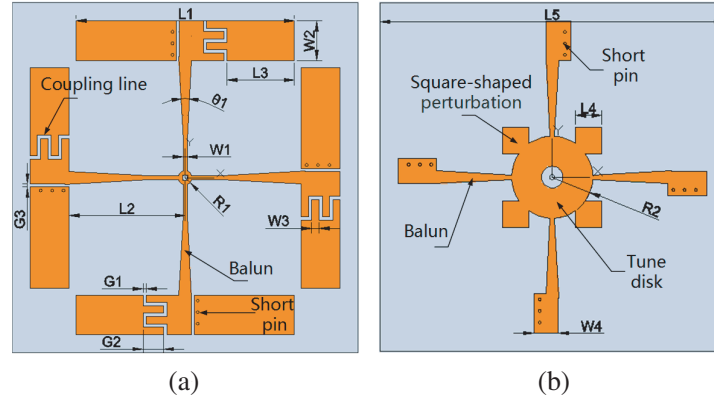 L1
W2
L3
Coupling line
θ1
Y
W1
X
G3
L2
R1
W3
Balun
G1
Short
pin
G2
(a)
L5
Short
pin
Square-shaped
perturbation
L4
Y
X
R2
Balun
Tune
disk
W4
(b)